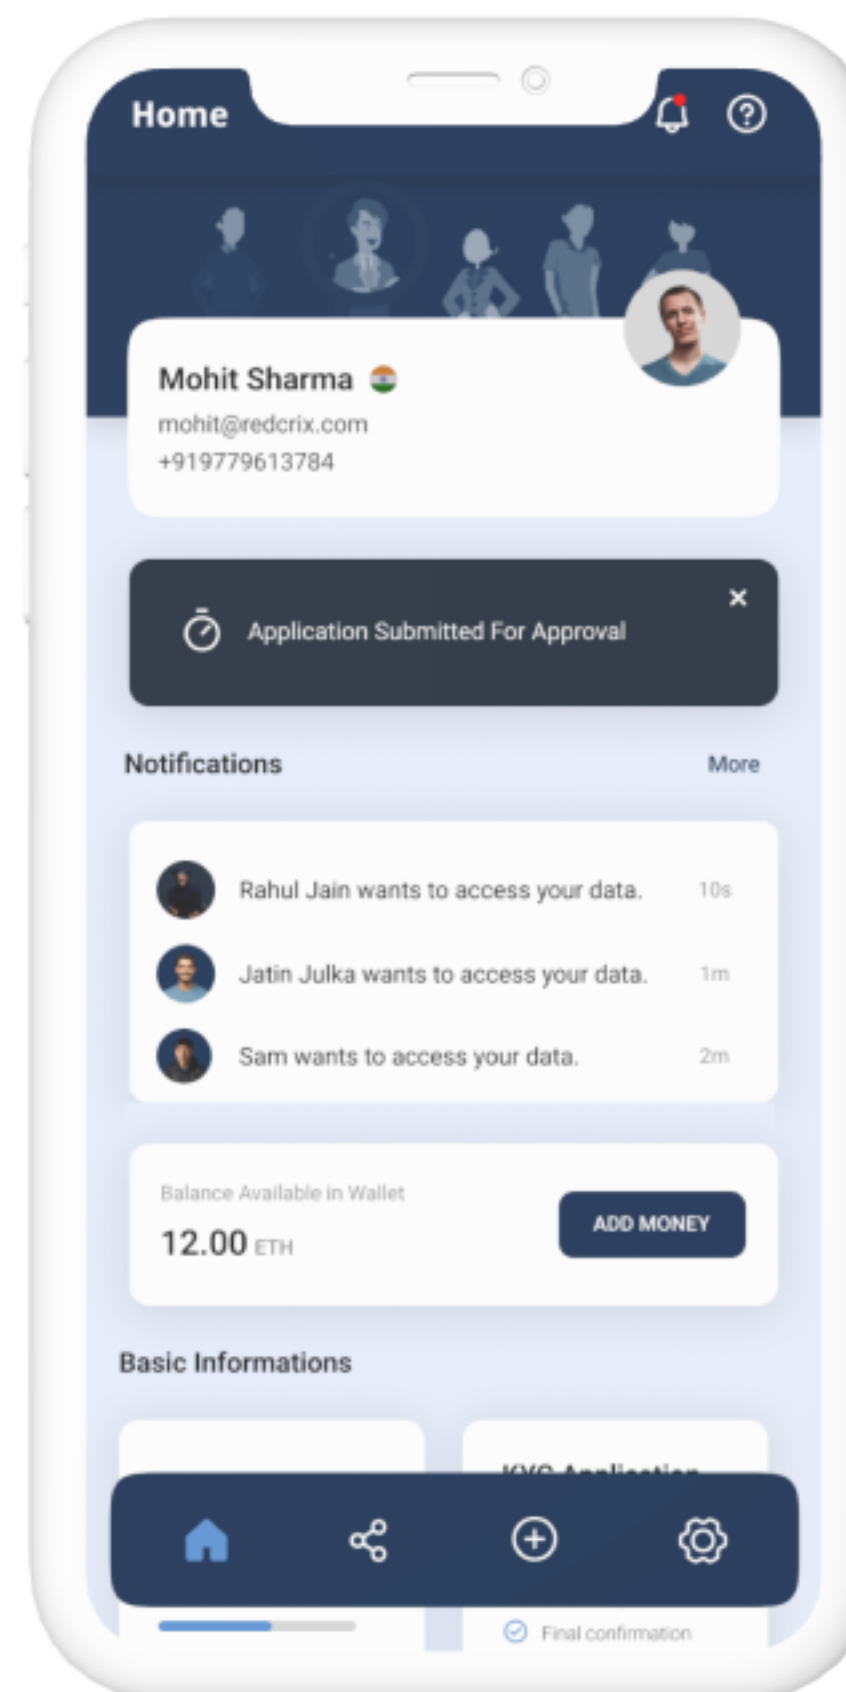 Home
Mohit Sharma
mohit@redcrix.com
+919779613784
Application Submitted For Approval
Notifications
More
Rahul Jain wants to access your data.
10s
Jatin Julka wants to access your data.
1m
Sam wants to access your data.
2m
Balance Available in Wallet
12.00 ETH
ADD MONEY
Basic Informations
KYC Application
Final confirmation